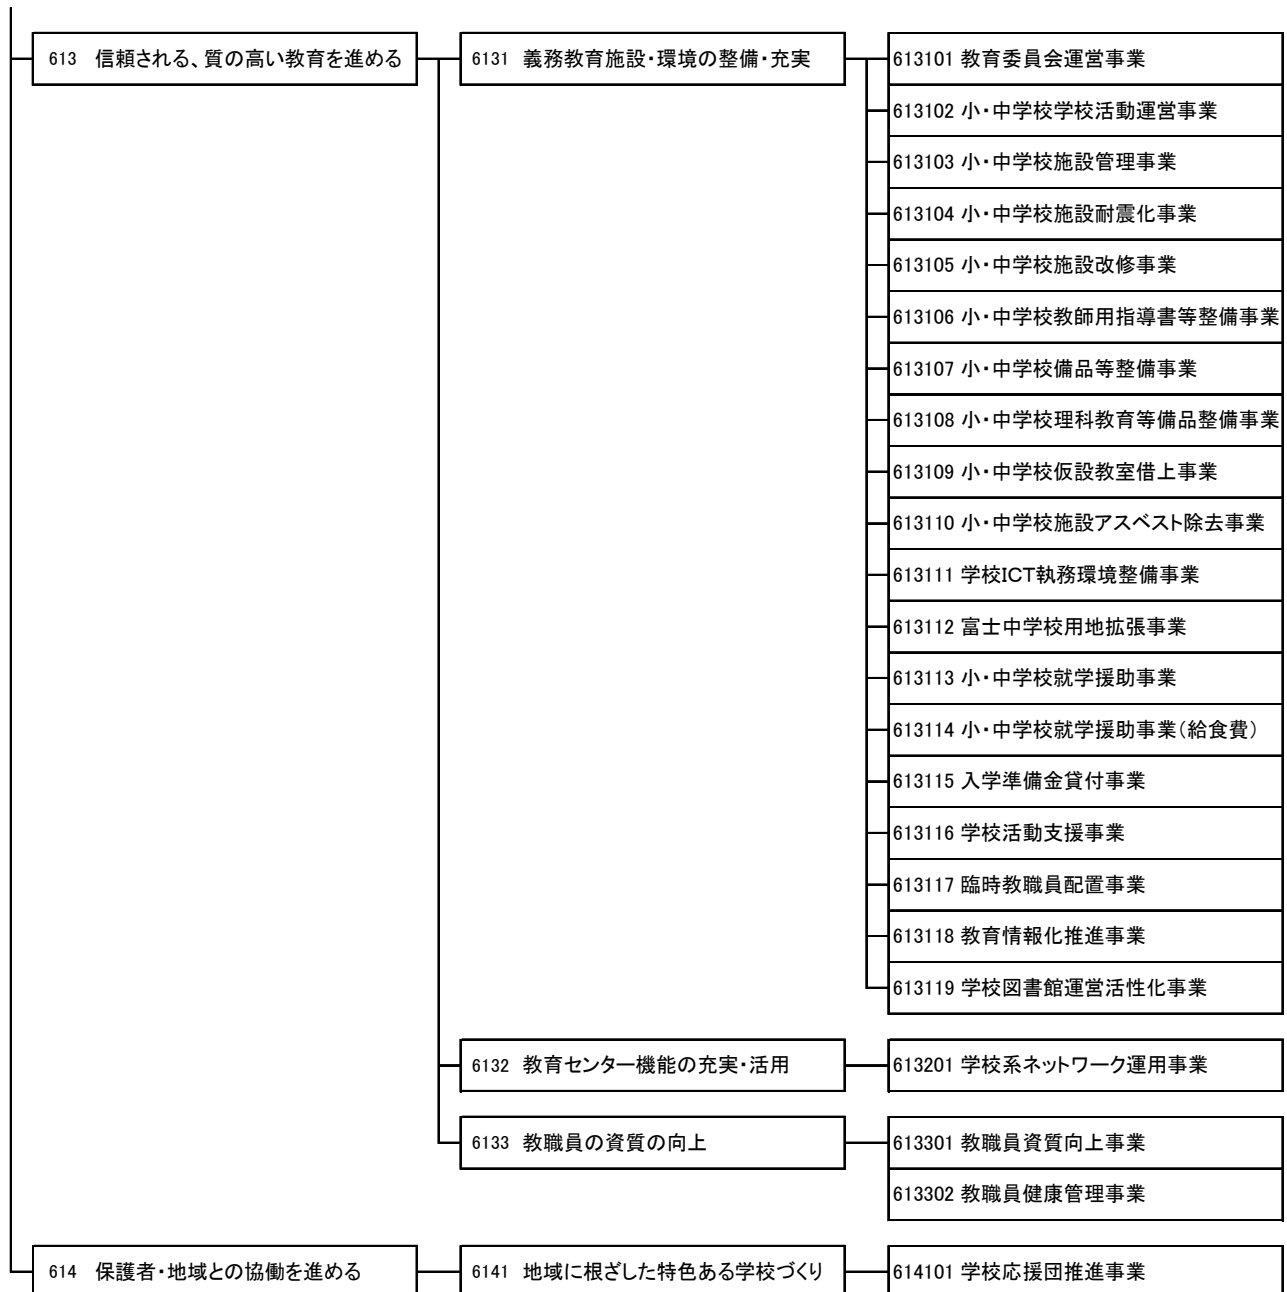 613 信頼される、質の高い教育を進める
6131 義務教育施設・環境の整備・充実
613101 教育委員会運営事業
613102 小・中学校学校活動運営事業
613103 小・中学校施設管理事業
613104 小・中学校施設耐震化事業
613105 小・中学校施設改修事業
613106 小・中学校教師用指導書等整備事業
613107 小・中学校備品等整備事業
613108 小・中学校理科教育等備品整備事業
613109 小・中学校仮設教室借上事業
613110 小・中学校施設アスベスト除去事業
613111 学校ICT執務環境整備事業
613112 富士中学校用地拡張事業
613113 小・中学校就学援助事業
613114 小・中学校就学援助事業(給食費)
613115 入学準備金貸付事業
613116 学校活動支援事業
613117 臨時教職員配置事業
613118 教育情報化推進事業
613119 学校図書館運営活性化事業
6132 教育センター機能の充実・活用
613201 学校系ネットワーク運用事業
6133 教職員の資質の向上
613301 教職員資質向上事業
613302 教職員健康管理事業
614 保護者・地域との協働を進める
6141 地域に根ざした特色ある学校づくり
614101 学校応援団推進事業